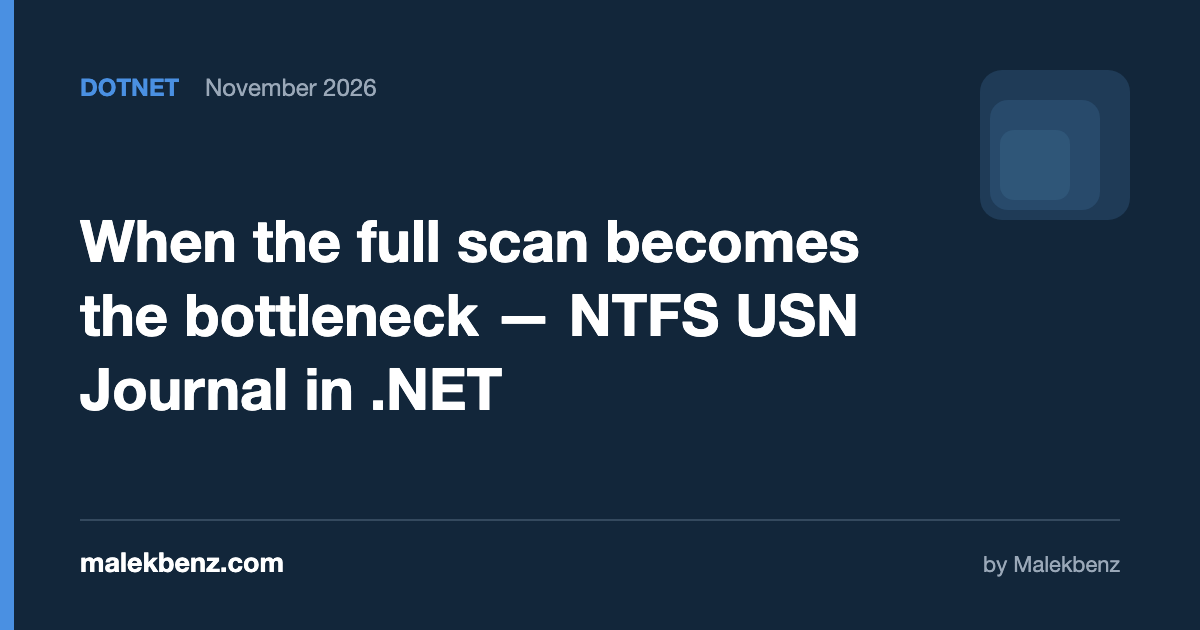 DOTNET November 2026
When the full scan becomes
the bottleneck — NTFS USN
Journal in .NET
malekbenz.com
by Malekbenz